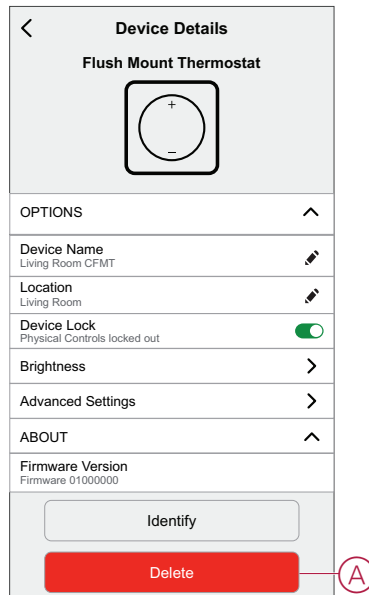 Device Details
Flush Mount Thermostat
+
−
OPTIONS
Device Name
Living Room CFMT
Location
Living Room
Device Lock
Physical Controls locked out
Brightness
Advanced Settings
ABOUT
Firmware Version
Firmware 01000000
Identify
Delete
A